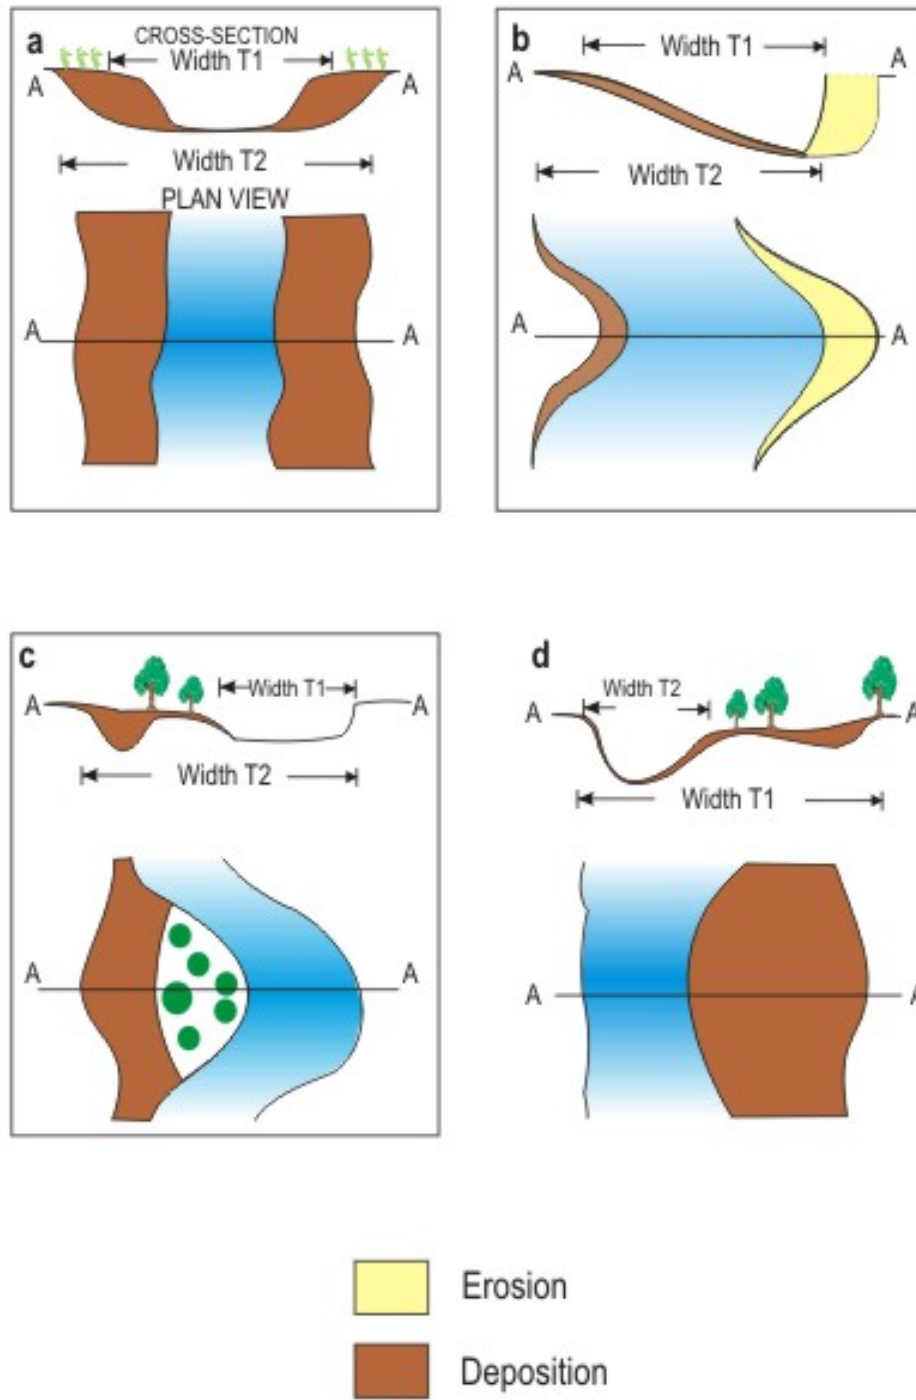 a
CROSS-SECTION
Width T1
A A
Width T2
PLAN VIEW
A A
b
Width T1
A A
Width T2
A A
c
Width T1
A A
Width T2
A A
d
Width T2
A A
Width T1
A A
Erosion
Deposition